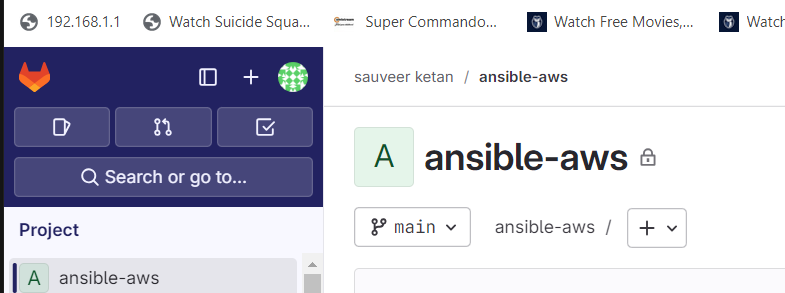 192.168.1.1 Watch Suicide Squa... Super Commando... Watch Free Movies,... Watch
sauveer ketan / ansible-aws
A ansible-aws
Search or go to...
main ansible-aws / +
Project
A ansible-aws